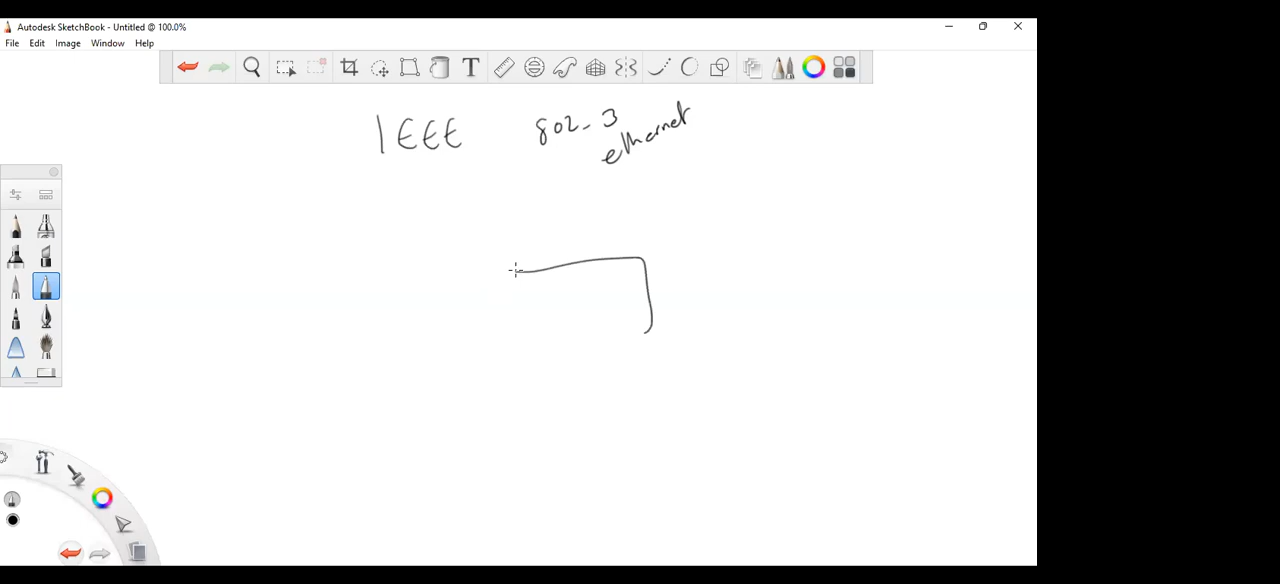 Autodesk SketchBook - Untitled @ 100.0%
File Edit Image Window Help
T
IEEE 802-3
ethernet